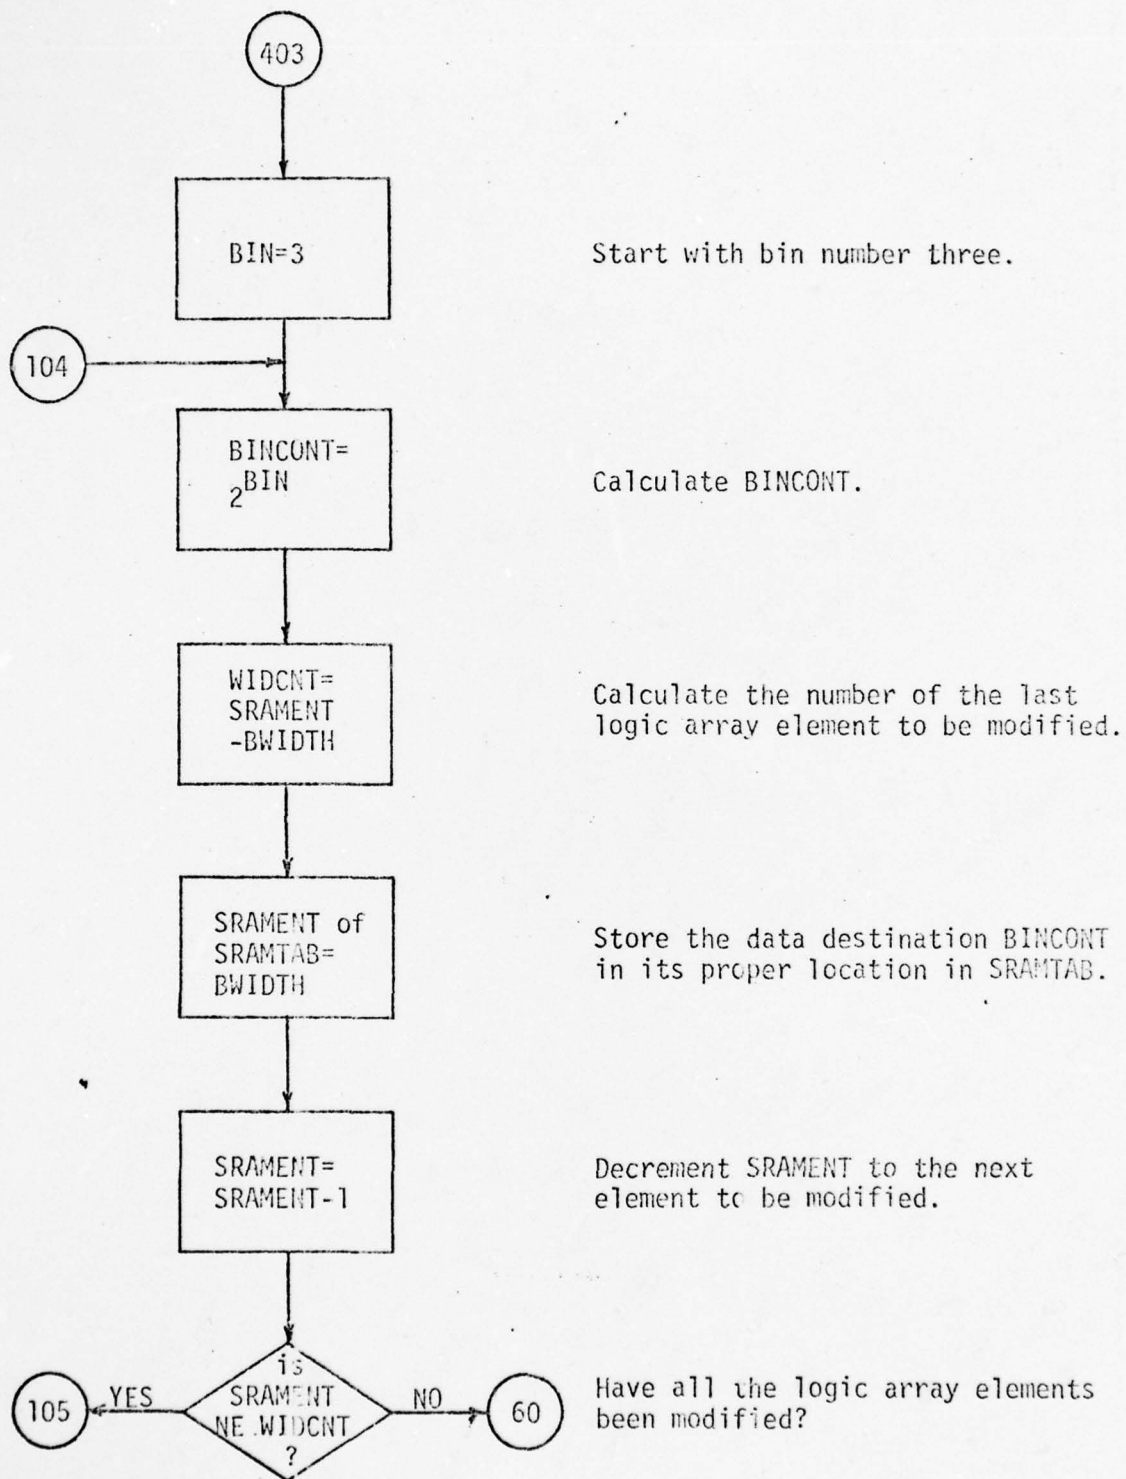 403
BIN=3
Start with bin number three.
104
BINCONT=
2^BIN
Calculate BINCONT.
WIDCNT=
SRAMENT
-BWIDTH
Calculate the number of the last
logic array element to be modified.
SRAMENT of
SRAMTAB=
BWIDTH
Store the data destination BINCONT
in its proper location in SRAMTAB.
SRAMENT=
SRAMENT-1
Decrement SRAMENT to the next
element to be modified.
is
SRAMENT
NE.WIDCNT
?
YES
105
NO
60
Have all the logic array elements
been modified?